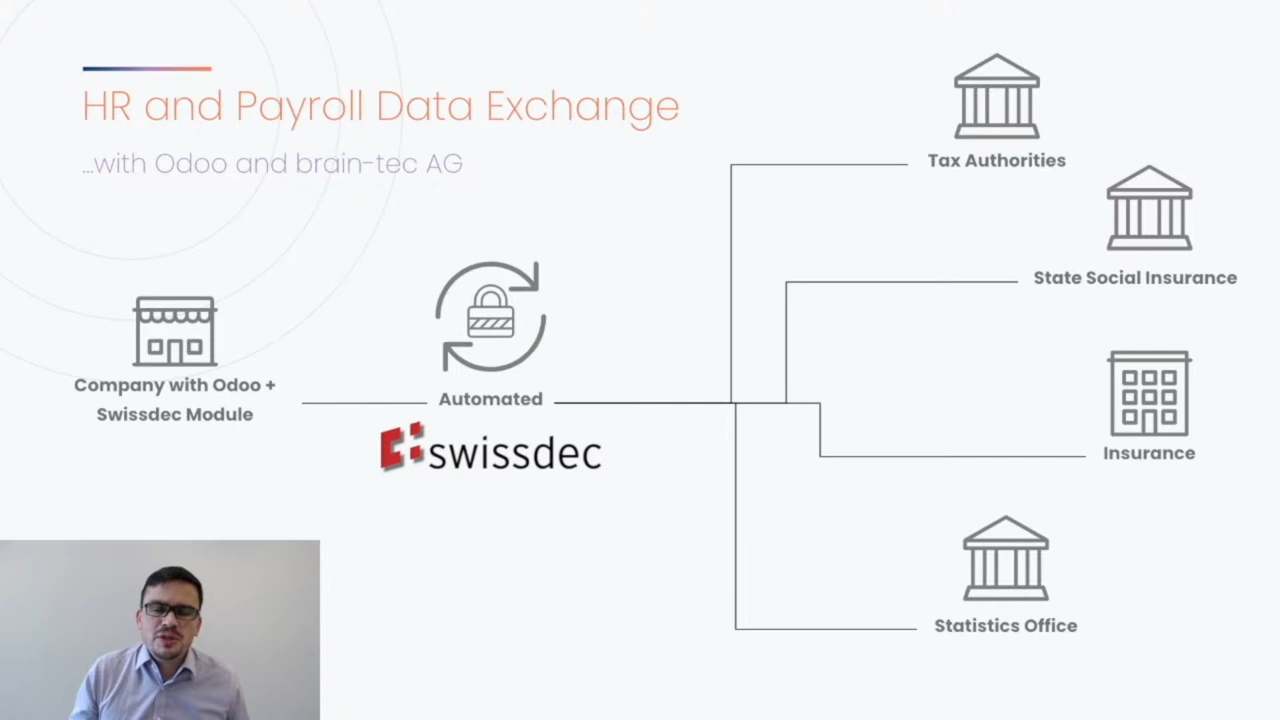 HR and Payroll Data Exchange
...with Odoo and brain-tec AG
Tax Authorities
State Social Insurance
Company with Odoo +
Swissdec Module
Automated
swissdec
Insurance
Statistics Office